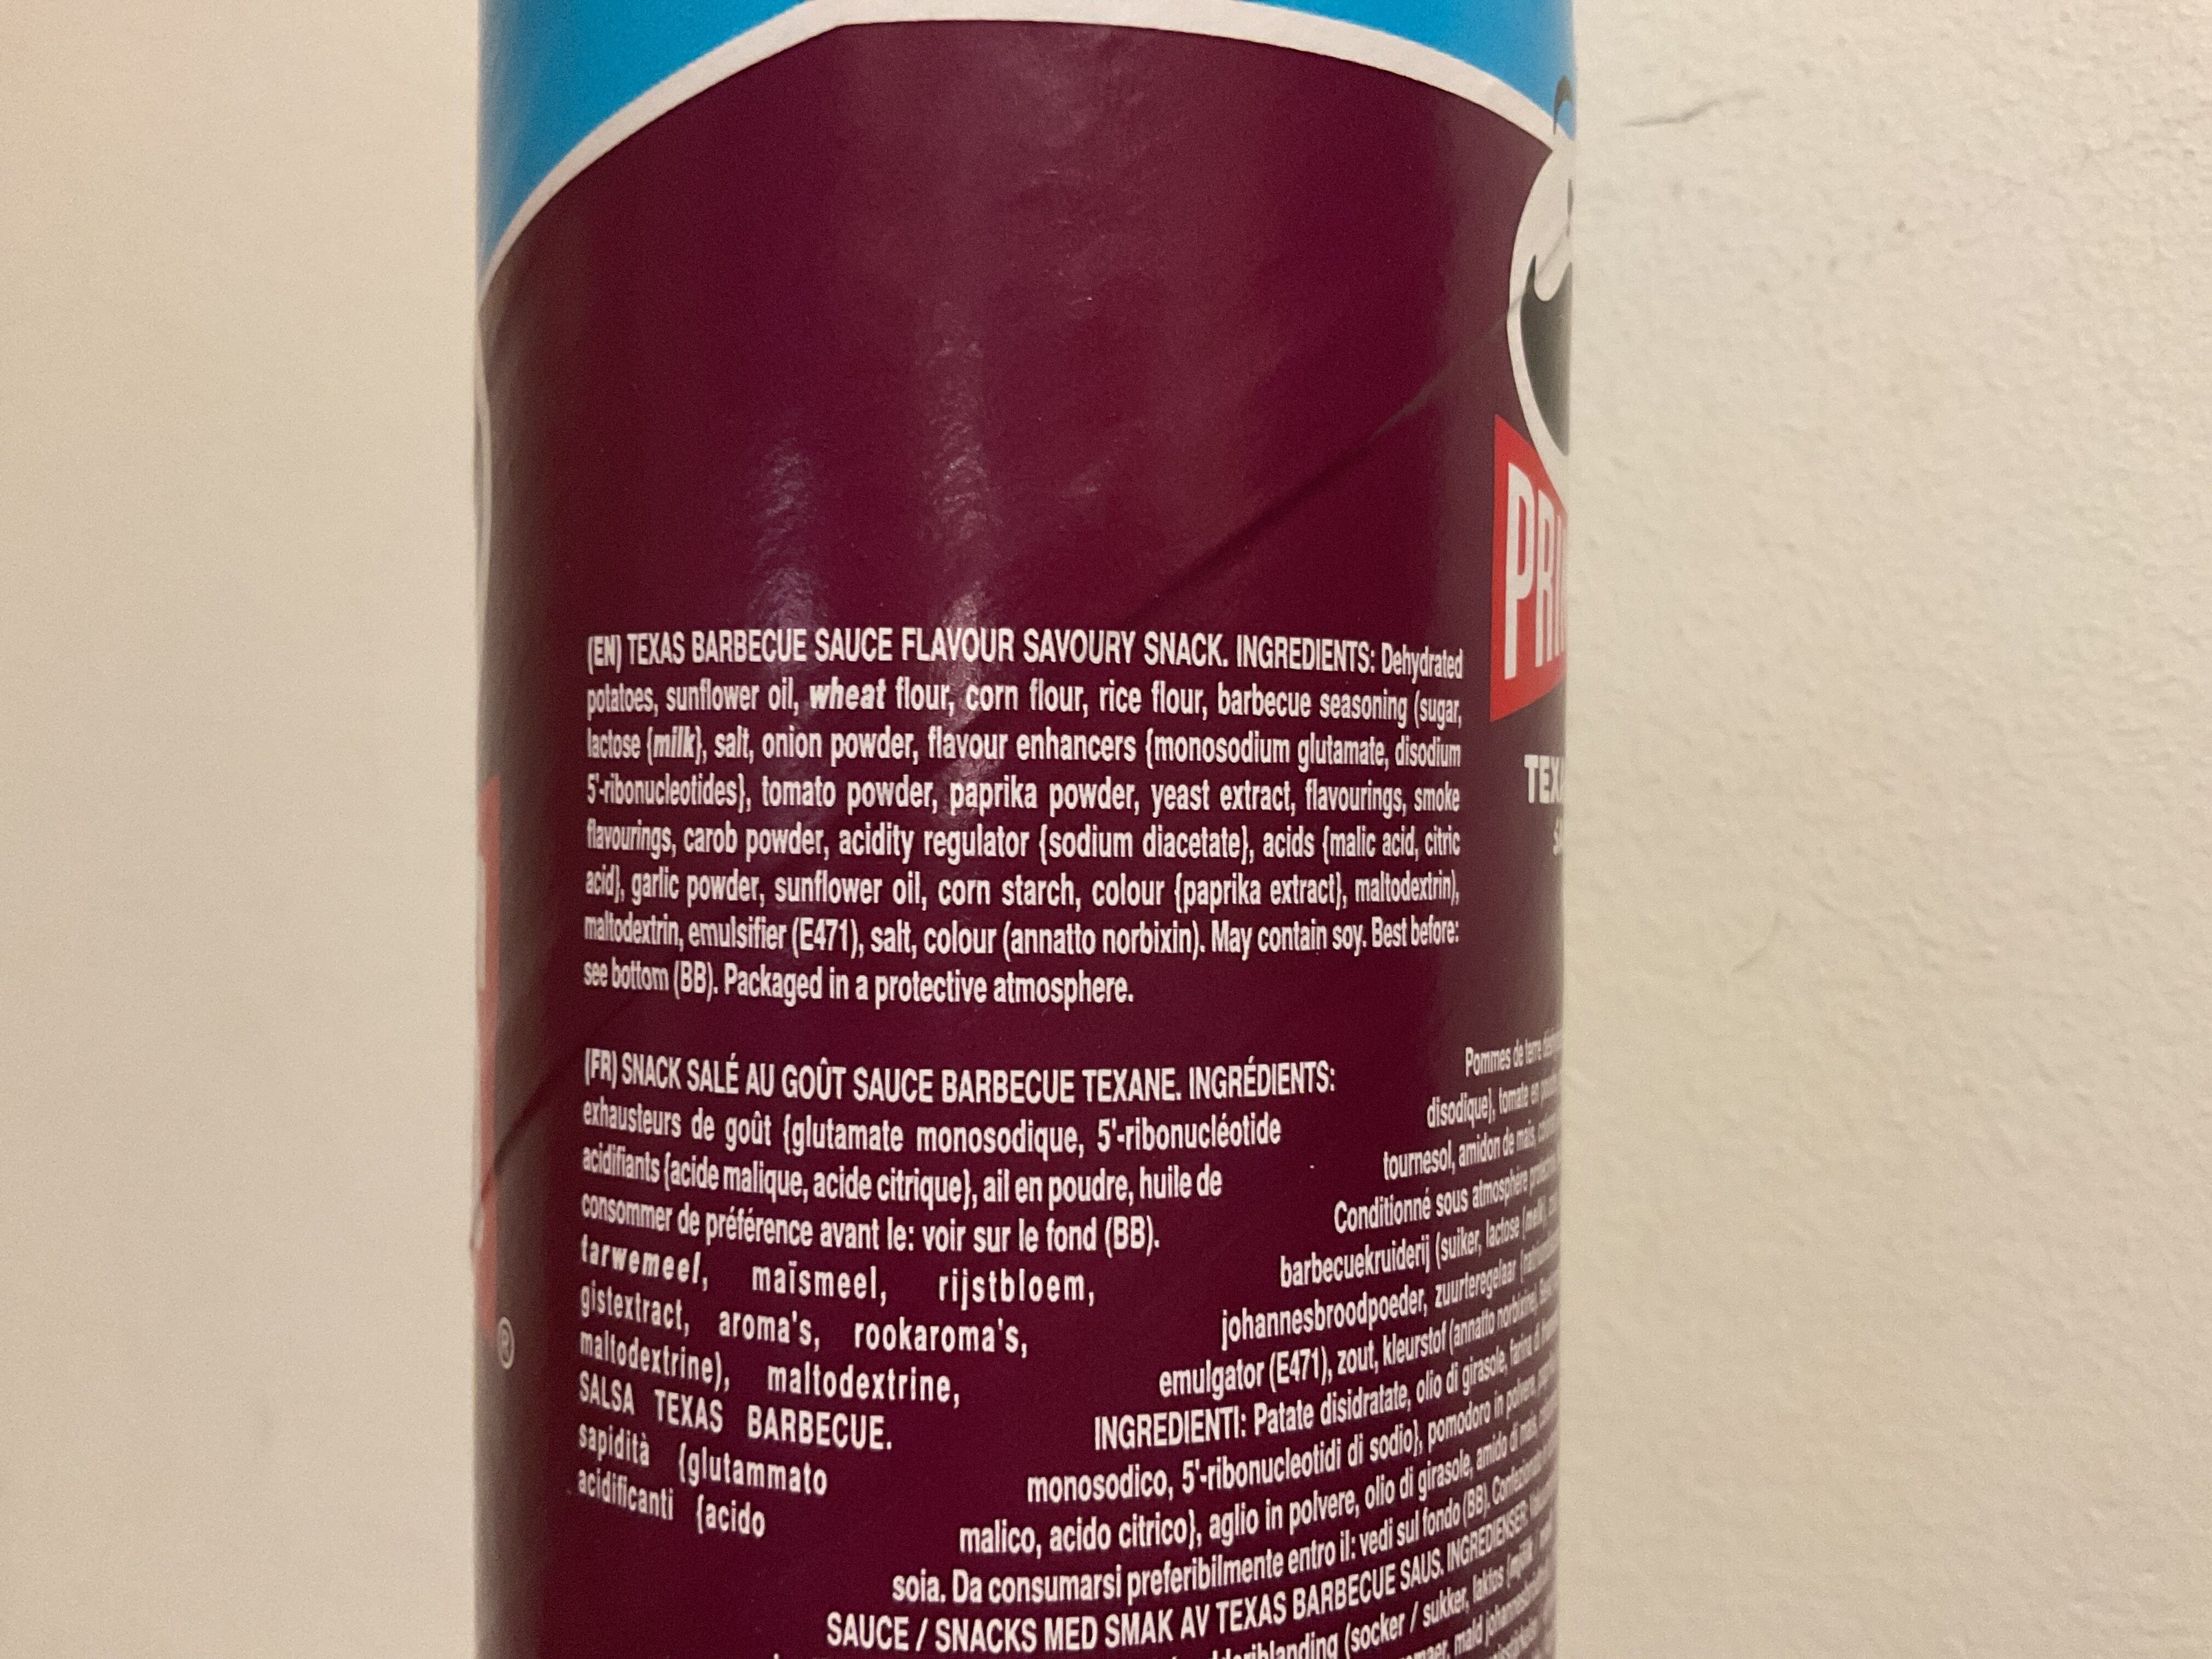 (EN) TEXAS BARBECUE SAUCE FLAVOUR SAVOURY SNACK. INGREDIENTS: Dehydrated
potatoes, sunflower oil, wheat flour, corn flour, rice flour, barbecue seasoning (sugar,
lactose {milk}, salt, onion powder, flavour enhancers {monosodium glutamate, disodium
5'-ribonucleotides}, tomato powder, paprika powder, yeast extract, flavourings, smoke
flavourings, carob powder, acidity regulator {sodium diacetate}, acids {malic acid, citric
acid}, garlic powder, sunflower oil, corn starch, colour {paprika extract}, maltodextrin),
maltodextrin, emulsifier (E471), salt, colour (annatto norbixin). May contain soy. Best before:
see bottom (BB). Packaged in a protective atmosphere.
(FR) SNACK SALÉ AU GOÛT SAUCE BARBECUE TEXANE. INGRÉDIENTS:
exhausteurs de goût {glutamate monosodique, 5'-ribonucléotide
acidifiants {acide malique, acide citrique}, ail en poudre, huile de
consommer de préférence avant le: voir sur le fond (BB).
tarwemeel, maïsmeel, rijstbloem,
gistextract, aroma's, rookaroma's,
maltodextrine), maltodextrine,
SALSA TEXAS BARBECUE.
sapidità {glutammato
acidificanti {acido
Pommes de terre
disodique}, tomate en
tournesol, amidon de maïs,
Conditionné sous atmosphère
barbecuekruiderij (suiker, lactose {melk},
johannesbroodpoeder, zuurteregelaar
emulgator (E471), zout, kleurstof (annatto norbixine).
INGREDIENTI: Patate disidratate, olio di girasole, farina di
monosodico, 5'-ribonucleotidi di sodio}, pomodoro in polvere,
malico, acido citrico}, aglio in polvere, olio di girasole, amido di mais,
soia. Da consumarsi preferibilmente entro il: vedi sul fondo (BB).
SAUCE / SNACKS MED SMAK AV TEXAS BARBECUE SAUS. INGREDIENSER:
(socker / sukker, laktos
PRI
TEX
®